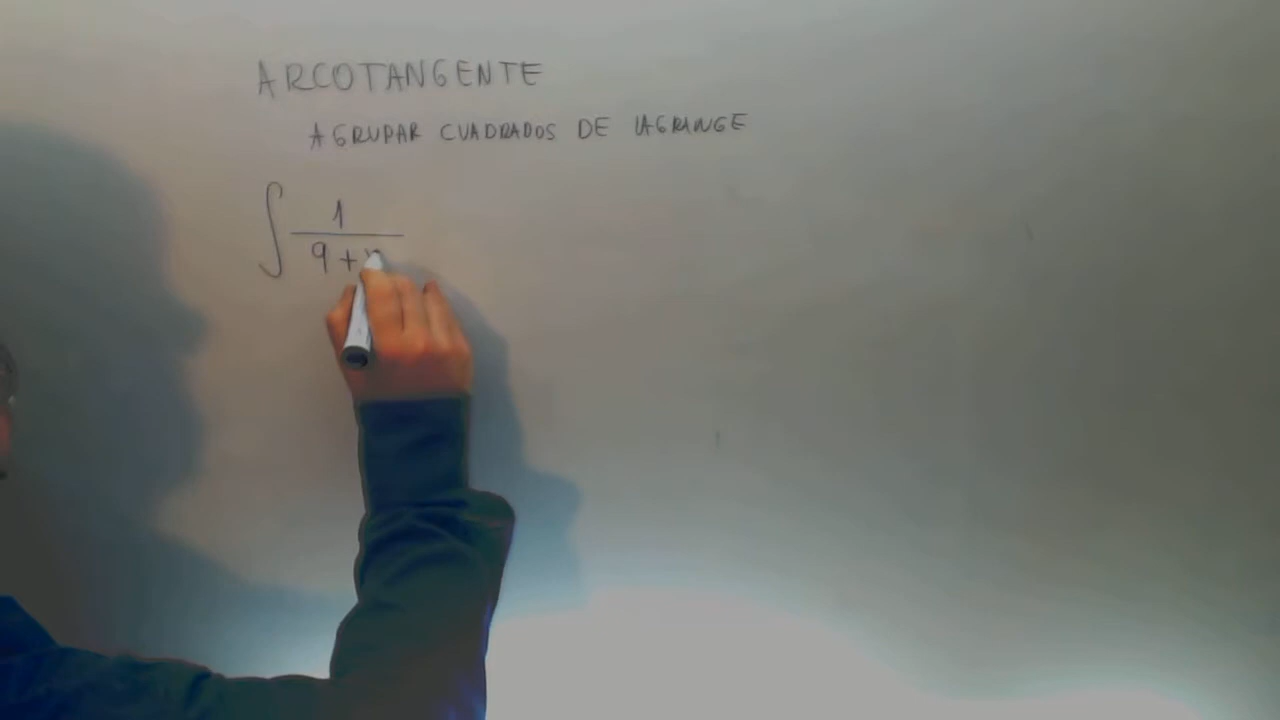 ARCOTANGENTE
AGRUPAR CUADRADOS DE LAGRANGE
∫ 1
9 +